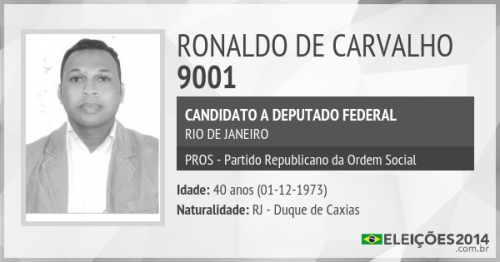 RONALDO DE CARVALHO
9001
CANDIDATO A DEPUTADO FEDERAL
RIO DE JANEIRO
PROS - Partido Republicano da Ordem Social
Idade: 40 anos (01-12-1973)
Naturalidade: RJ - Duque de Caxias
ELEIÇÕES2014
.com.br